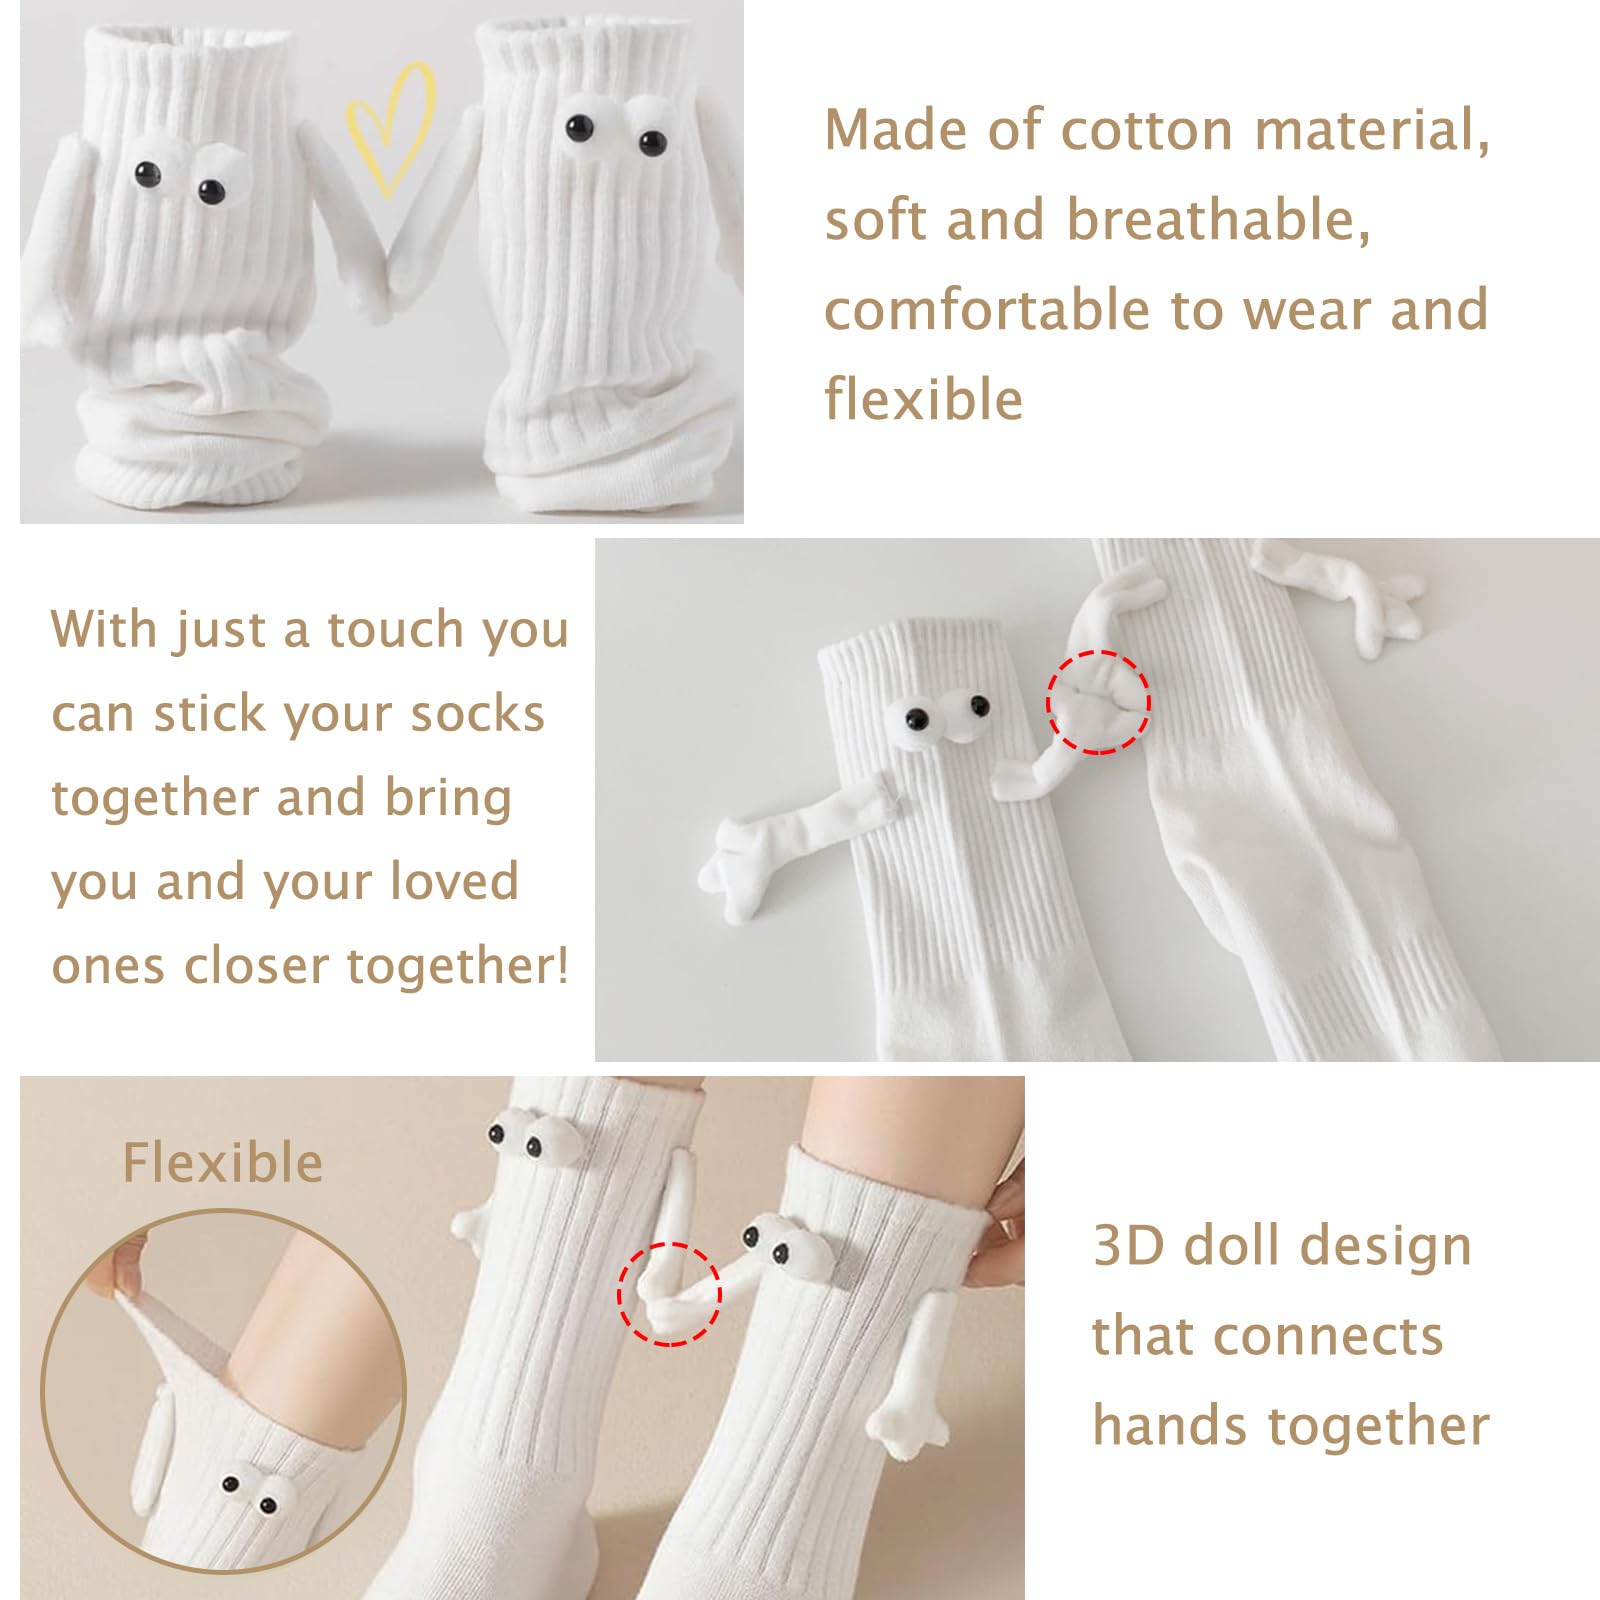 Made of cotton material,
soft and breathable,
comfortable to wear and
flexible
With just a touch you
can stick your socks
together and bring
you and your loved
ones closer together!
Flexible
3D doll design
that connects
hands together